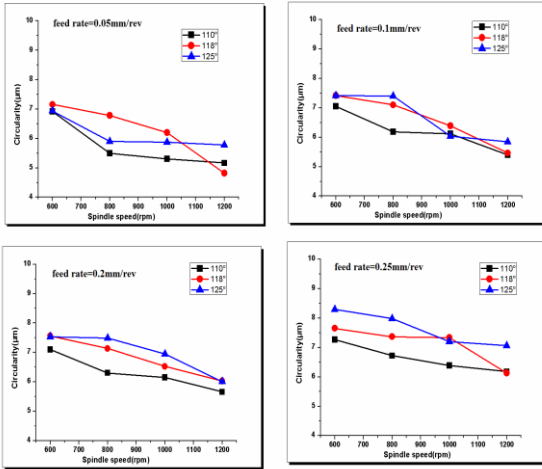 feed rate=0.05mm/rev
110°
118°
125°
Circularity(µm)
10
9
8
7
6
5
4
600 700 800 900 1000 1100 1200
Spindle speed(rpm)
feed rate=0.1mm/rev
110°
118°
125°
Circularity(µm)
10
9
8
7
6
5
4
600 700 800 900 1000 1100 1200
Spindle speed(rpm)
feed rate=0.2mm/rev
110°
118°
125°
Circularity(µm)
10
9
8
7
6
5
4
600 700 800 900 1000 1100 1200
Spindle speed(rpm)
feed rate=0.25mm/rev
110°
118°
125°
Circularity(µm)
10
9
8
7
6
5
4
600 700 800 900 1000 1100 1200
Spindle speed(rpm)